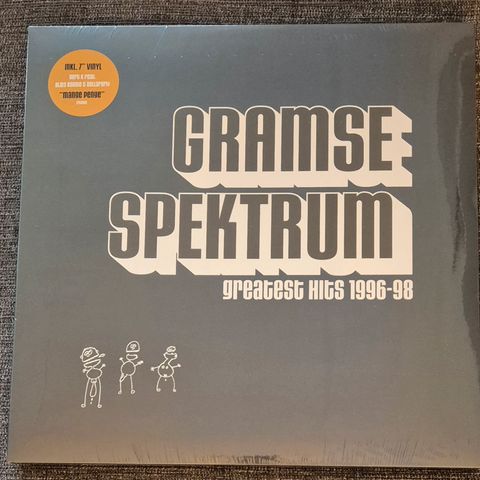 INKL. 7" VINYL
"MANGE PENGE"
GRAMSE
SPEKTRUM
greatest hits 1996-98